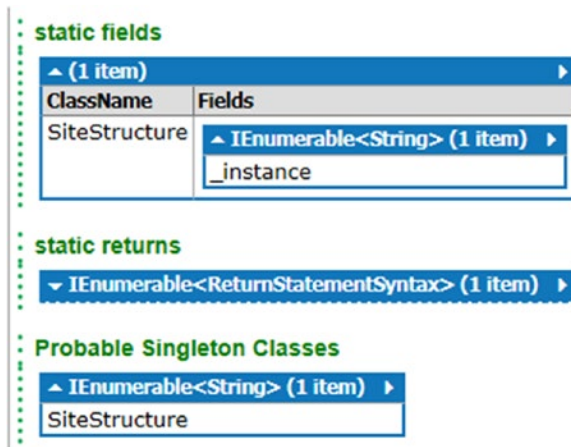 static fields
(1 item)
ClassName Fields
SiteStructure IEnumerable<String> (1 item)
_instance
static returns
IEnumerable<ReturnStatementSyntax> (1 item)
Probable Singleton Classes
IEnumerable<String> (1 item)
SiteStructure